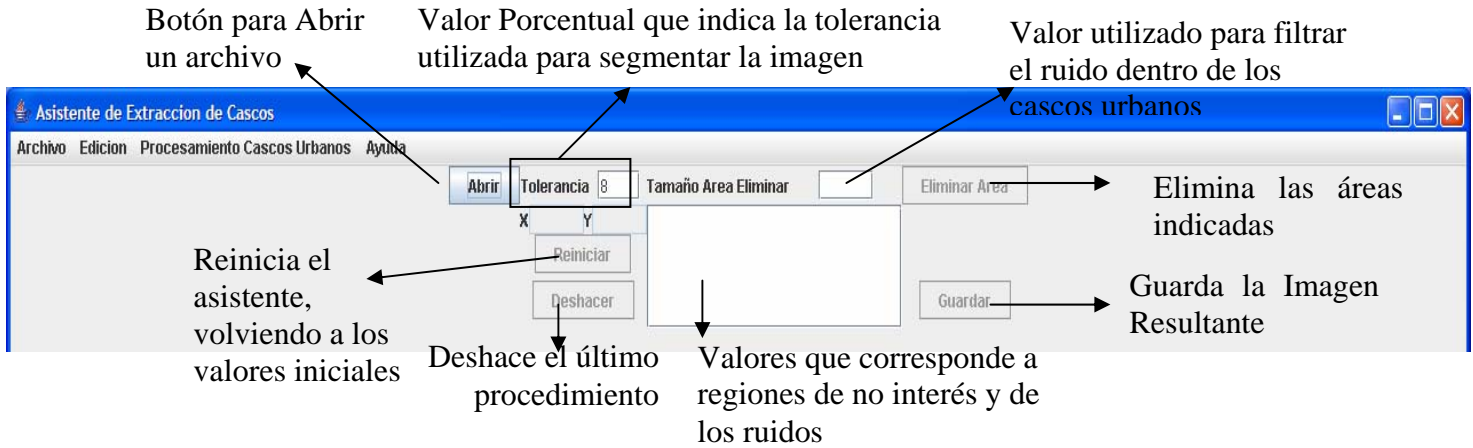 Botón para Abrir
un archivo
Valor Porcentual que indica la tolerancia
utilizada para segmentar la imagen
Valor utilizado para filtrar
el ruido dentro de los
cascos urbanos
Asistente de Extraccion de Cascos
Archivo Edicion Procesamiento Cascos Urbanos Ayuda
Abrir Tolerancia 8 Tamaño Area Eliminar Eliminar Area
X Y
Reiniciar
Deshacer
Guardar
Elimina las áreas
indicadas
Reinicia el
asistente,
volviendo a los
valores iniciales
Guarda la Imagen
Resultante
Deshace el último
procedimiento
Valores que corresponde a
regiones de no interés y de
los ruidos